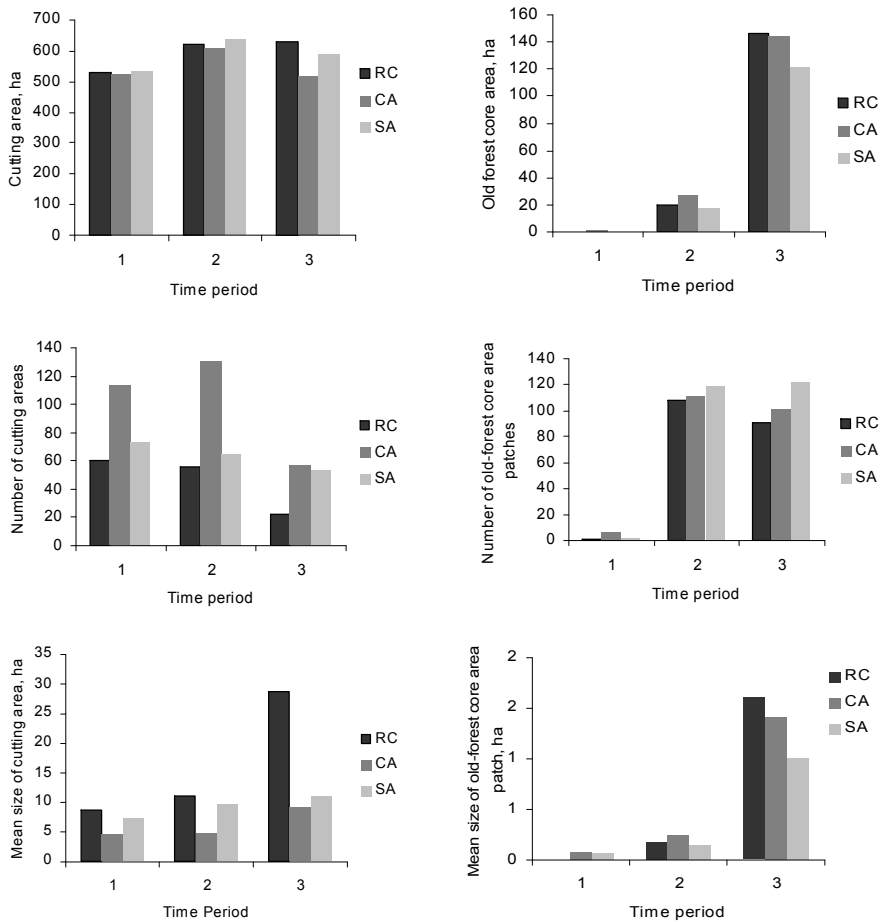 Cutting area, ha
700
600
500
400
300
200
100
0
1 2 3
Time period
RC
CA
SA
Old forest core area, ha
160
140
120
100
80
60
40
20
0
1 2 3
Time period
RC
CA
SA
Number of cutting areas
140
120
100
80
60
40
20
0
1 2 3
Time period
RC
CA
SA
Number of old-forest core area
patches
140
120
100
80
60
40
20
0
1 2 3
Time period
RC
CA
SA
Mean size of cutting area, ha
35
30
25
20
15
10
5
0
1 2 3
Time Period
RC
CA
SA
Mean size of old-forest core area
patch, ha
2
2
1
1
0
1 2 3
Time period
RC
CA
SA